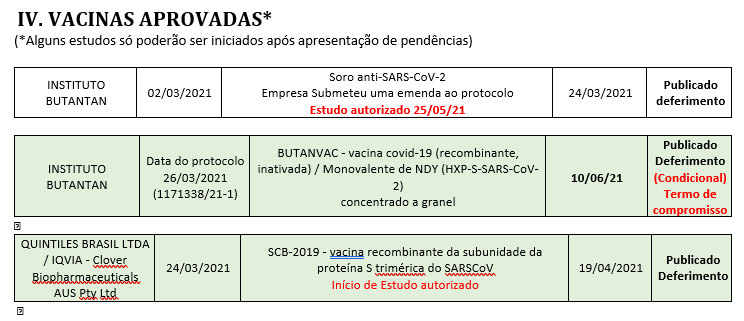 IV. VACINAS APROVADAS*
(*Alguns estudos só poderão ser iniciados após apresentação de pendências)
INSTITUTO
BUTANTAN
02/03/2021
Soro anti-SARS-CoV-2
Empresa Submeteu uma emenda ao protocolo
Estudo autorizado 25/05/21
24/03/2021
Publicado
deferimento
INSTITUTO
BUTANTAN
Data do protocolo
26/03/2021
(1171338/21-1)
BUTANVAC - vacina covid-19 (recombinante,
inativada) / Monovalente de NDY (HXP-S-SARS-CoV-
2)
concentrado a granel
10/06/21
Publicado
Deferimento
(Condicional)
Termo de
compromisso
QUINTILES BRASIL LTDA
/ IQVIA - Clover
Biopharmaceuticals
AUS Pty Ltd
24/03/2021
SCB-2019 - vacina recombinante da subunidade da
proteína S trimérica do SARSCoV
Início de Estudo autorizado
19/04/2021
Publicado
Deferimento